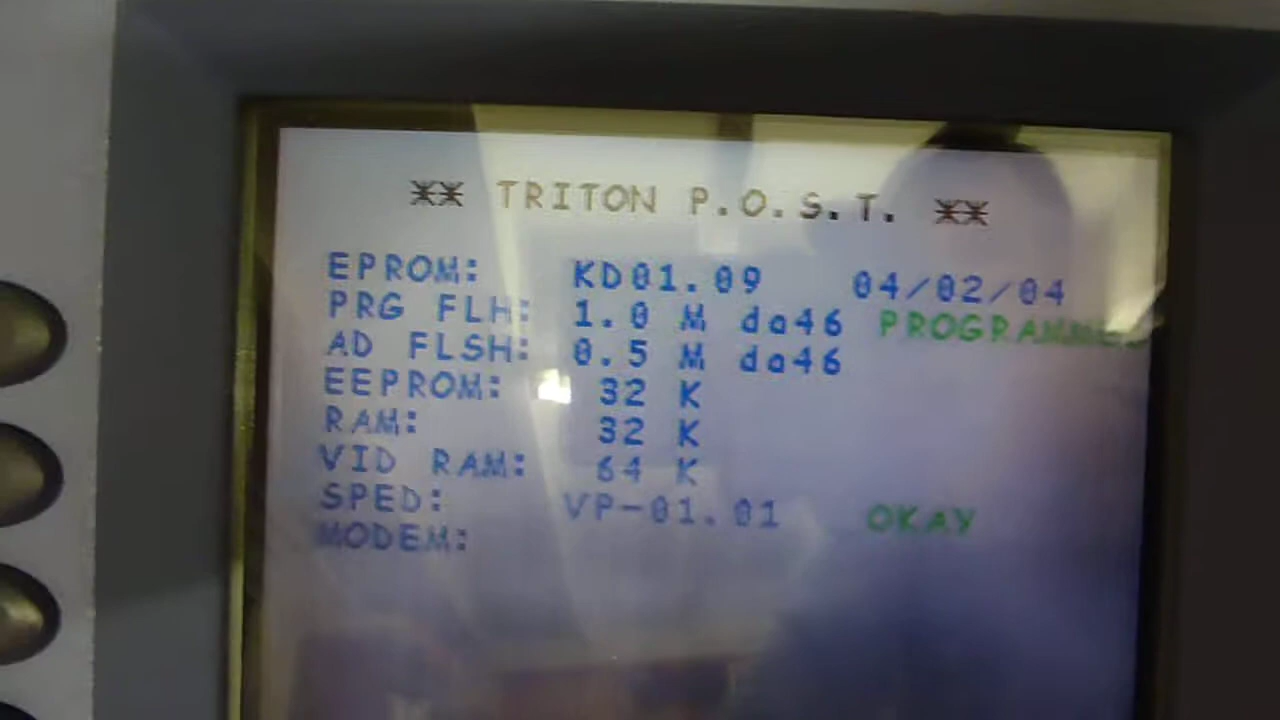 ** TRITON P.O.S.T. **
EPROM: KD01.09 04/02/04
PRG FLH: 1.0 M da46 PROGRAMMED
AD FLSH: 0.5 M da46
EEPROM: 32 K
RAM: 32 K
VID RAM: 64 K
SPED: VP-01.01 OKAY
MODEM: